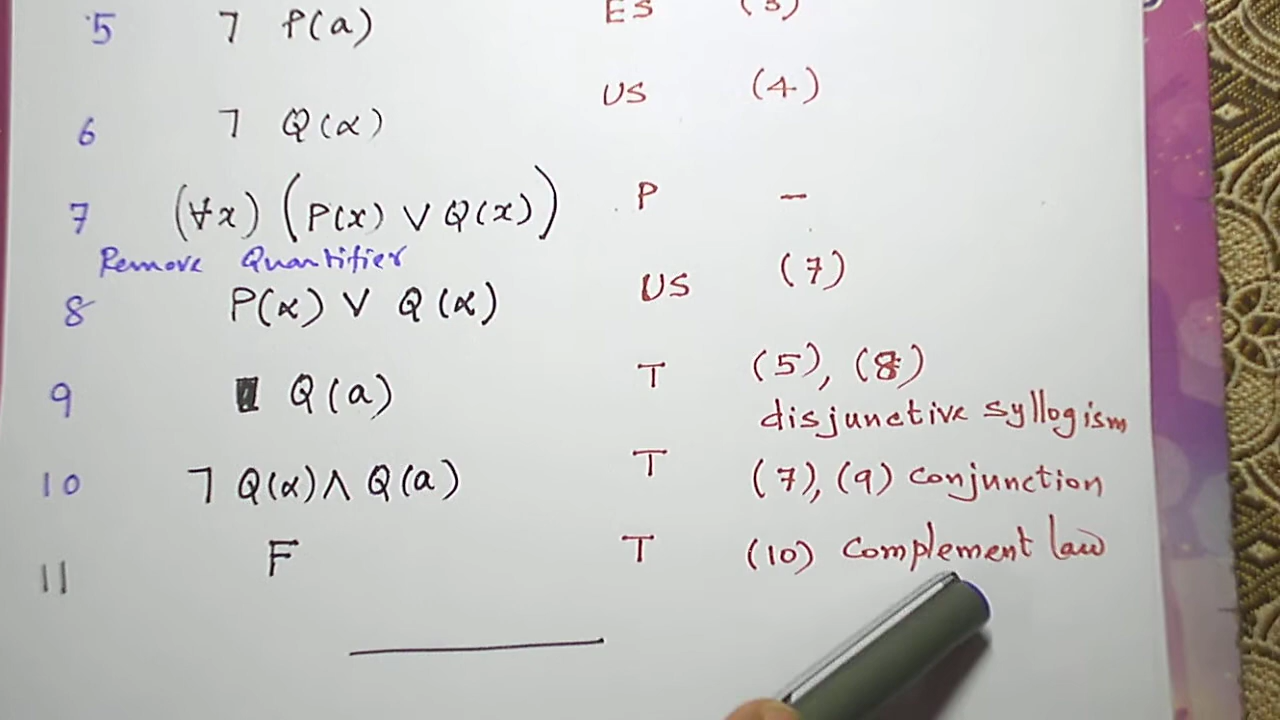 5 ¬ P(a) ES (3)
6 ¬ Q(α) US (4)
7 (∀x) (P(x) ∨ Q(x)) P –
Remove Quantifier
8 P(α) ∨ Q(α) US (7)
9 Q(a) T (5), (8)
disjunctive syllogism
10 ¬ Q(α) ∧ Q(a) T (7), (9) conjunction
11 F T (10) Complement law